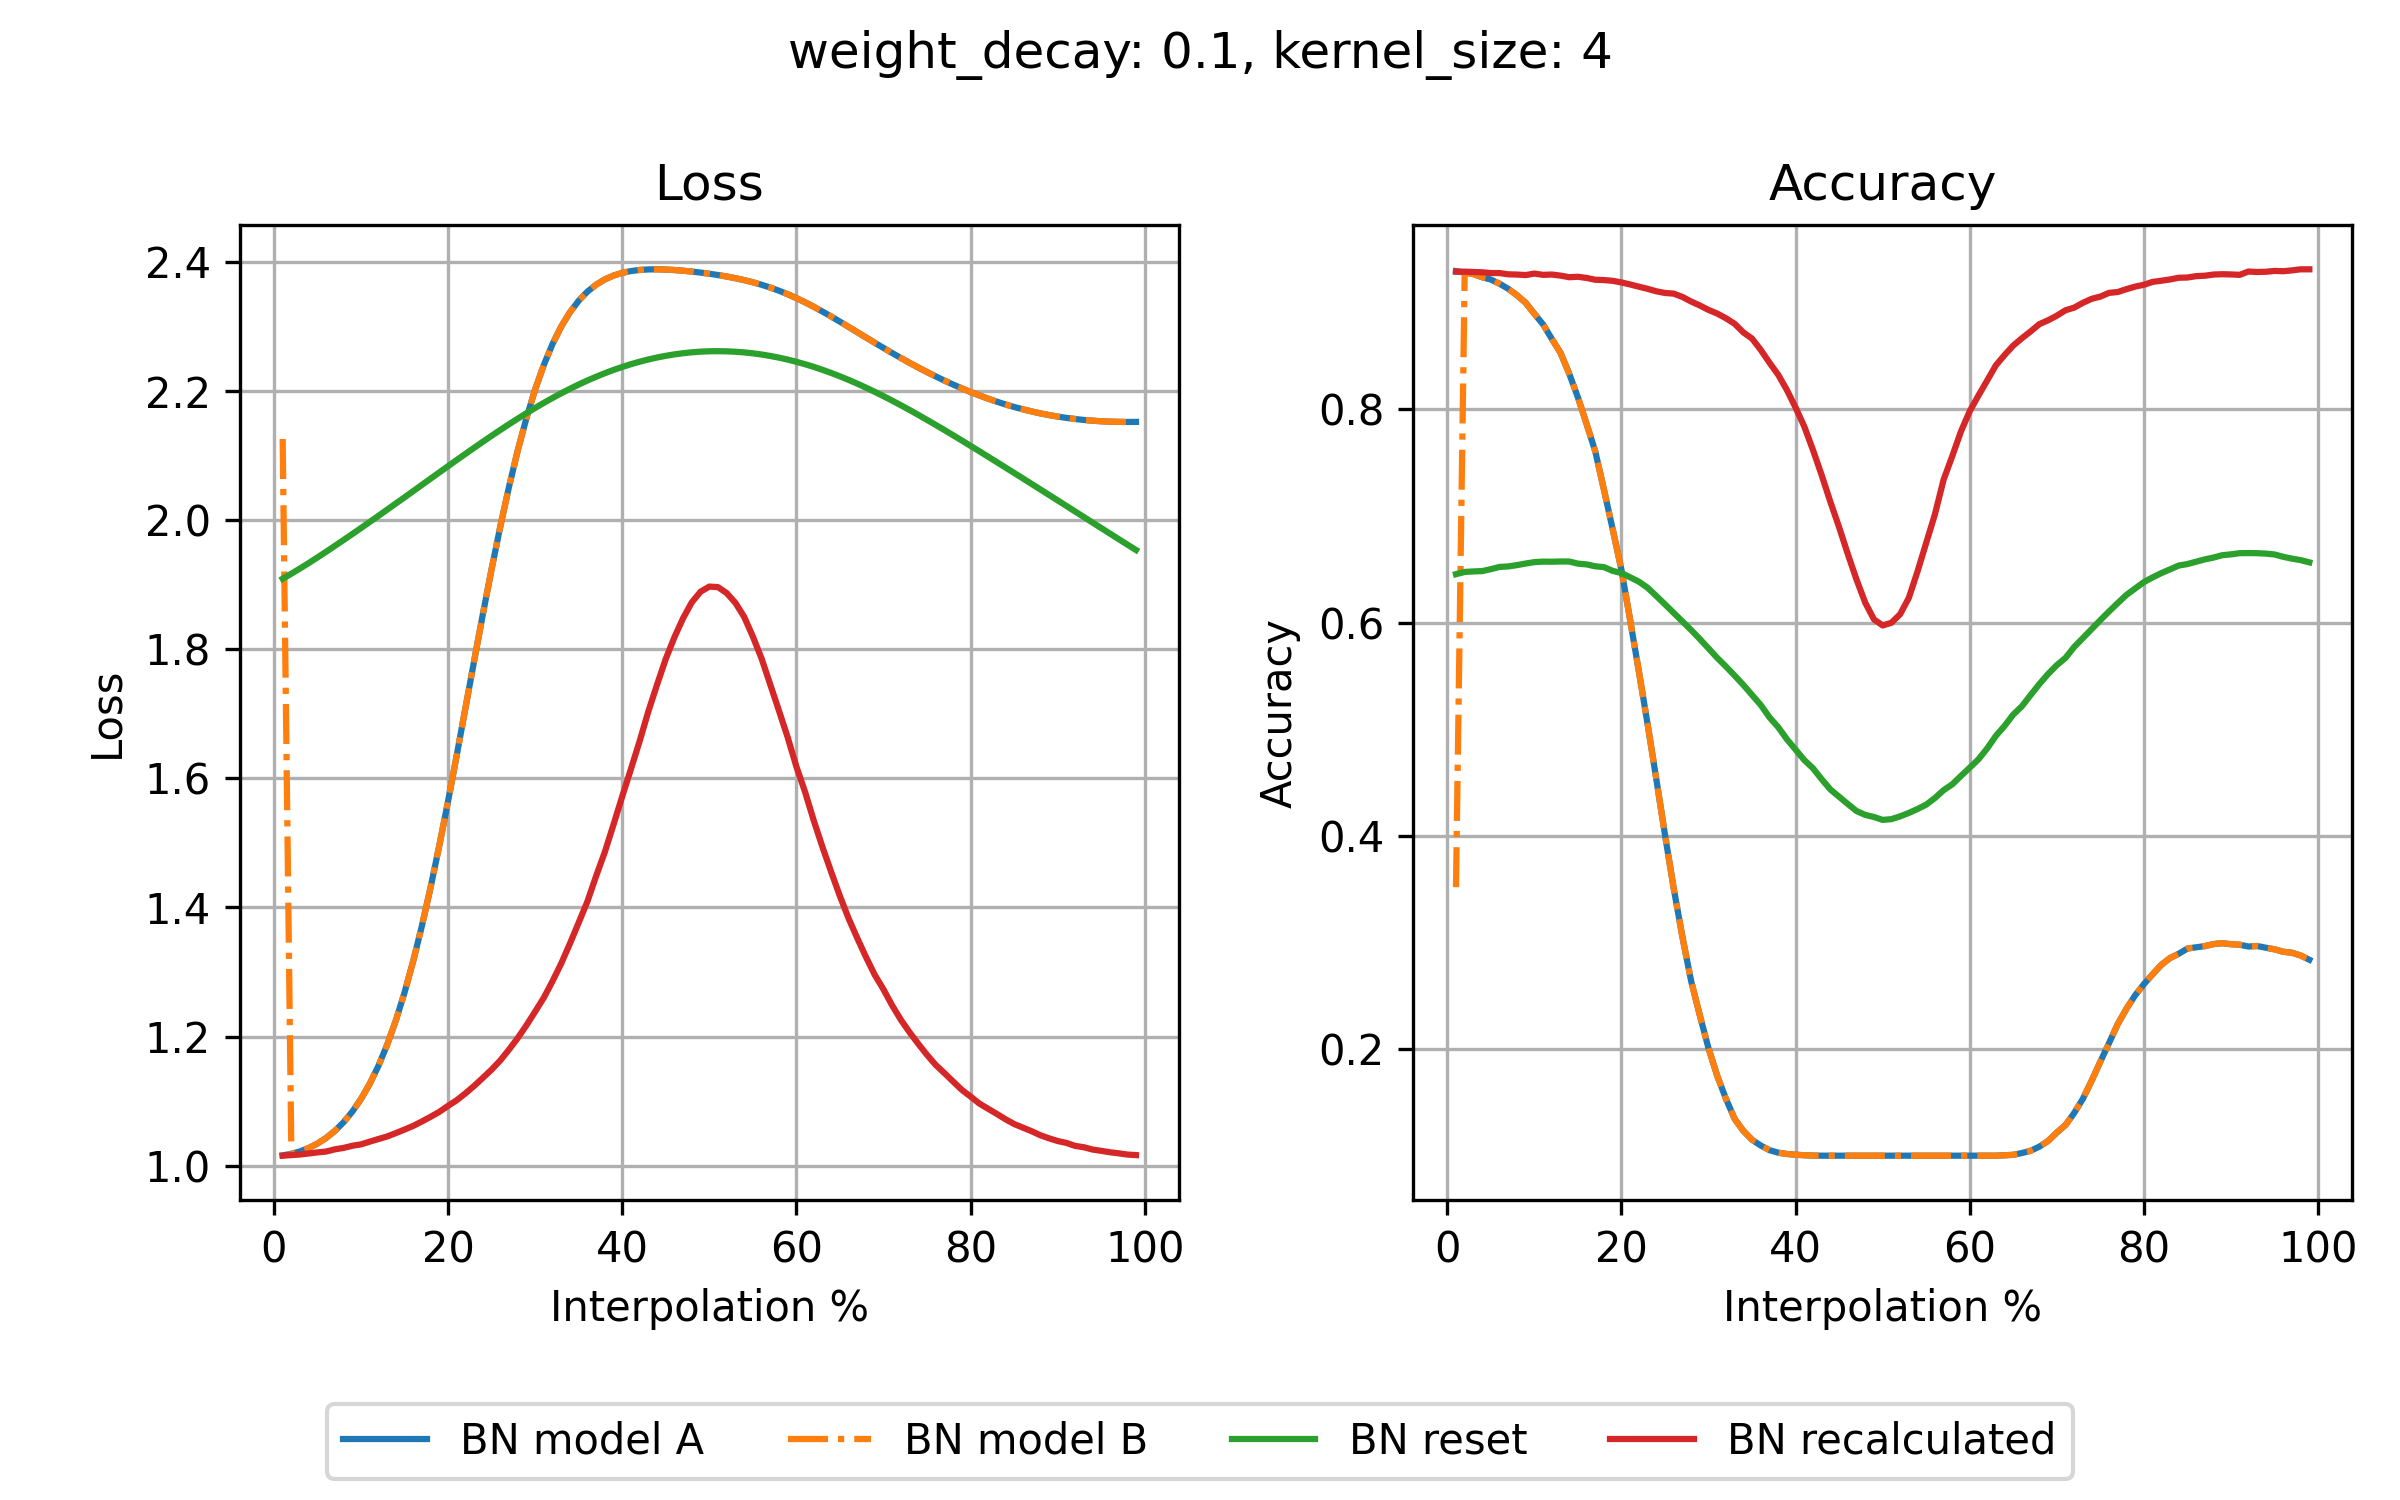 weight_decay: 0.1, kernel_size: 4
Loss
Loss
2.4
2.2
2.0
1.8
1.6
1.4
1.2
1.0
0 20 40 60 80 100
Interpolation %
Accuracy
Accuracy
0.8
0.6
0.4
0.2
0 20 40 60 80 100
Interpolation %
BN model A BN model B BN reset BN recalculated